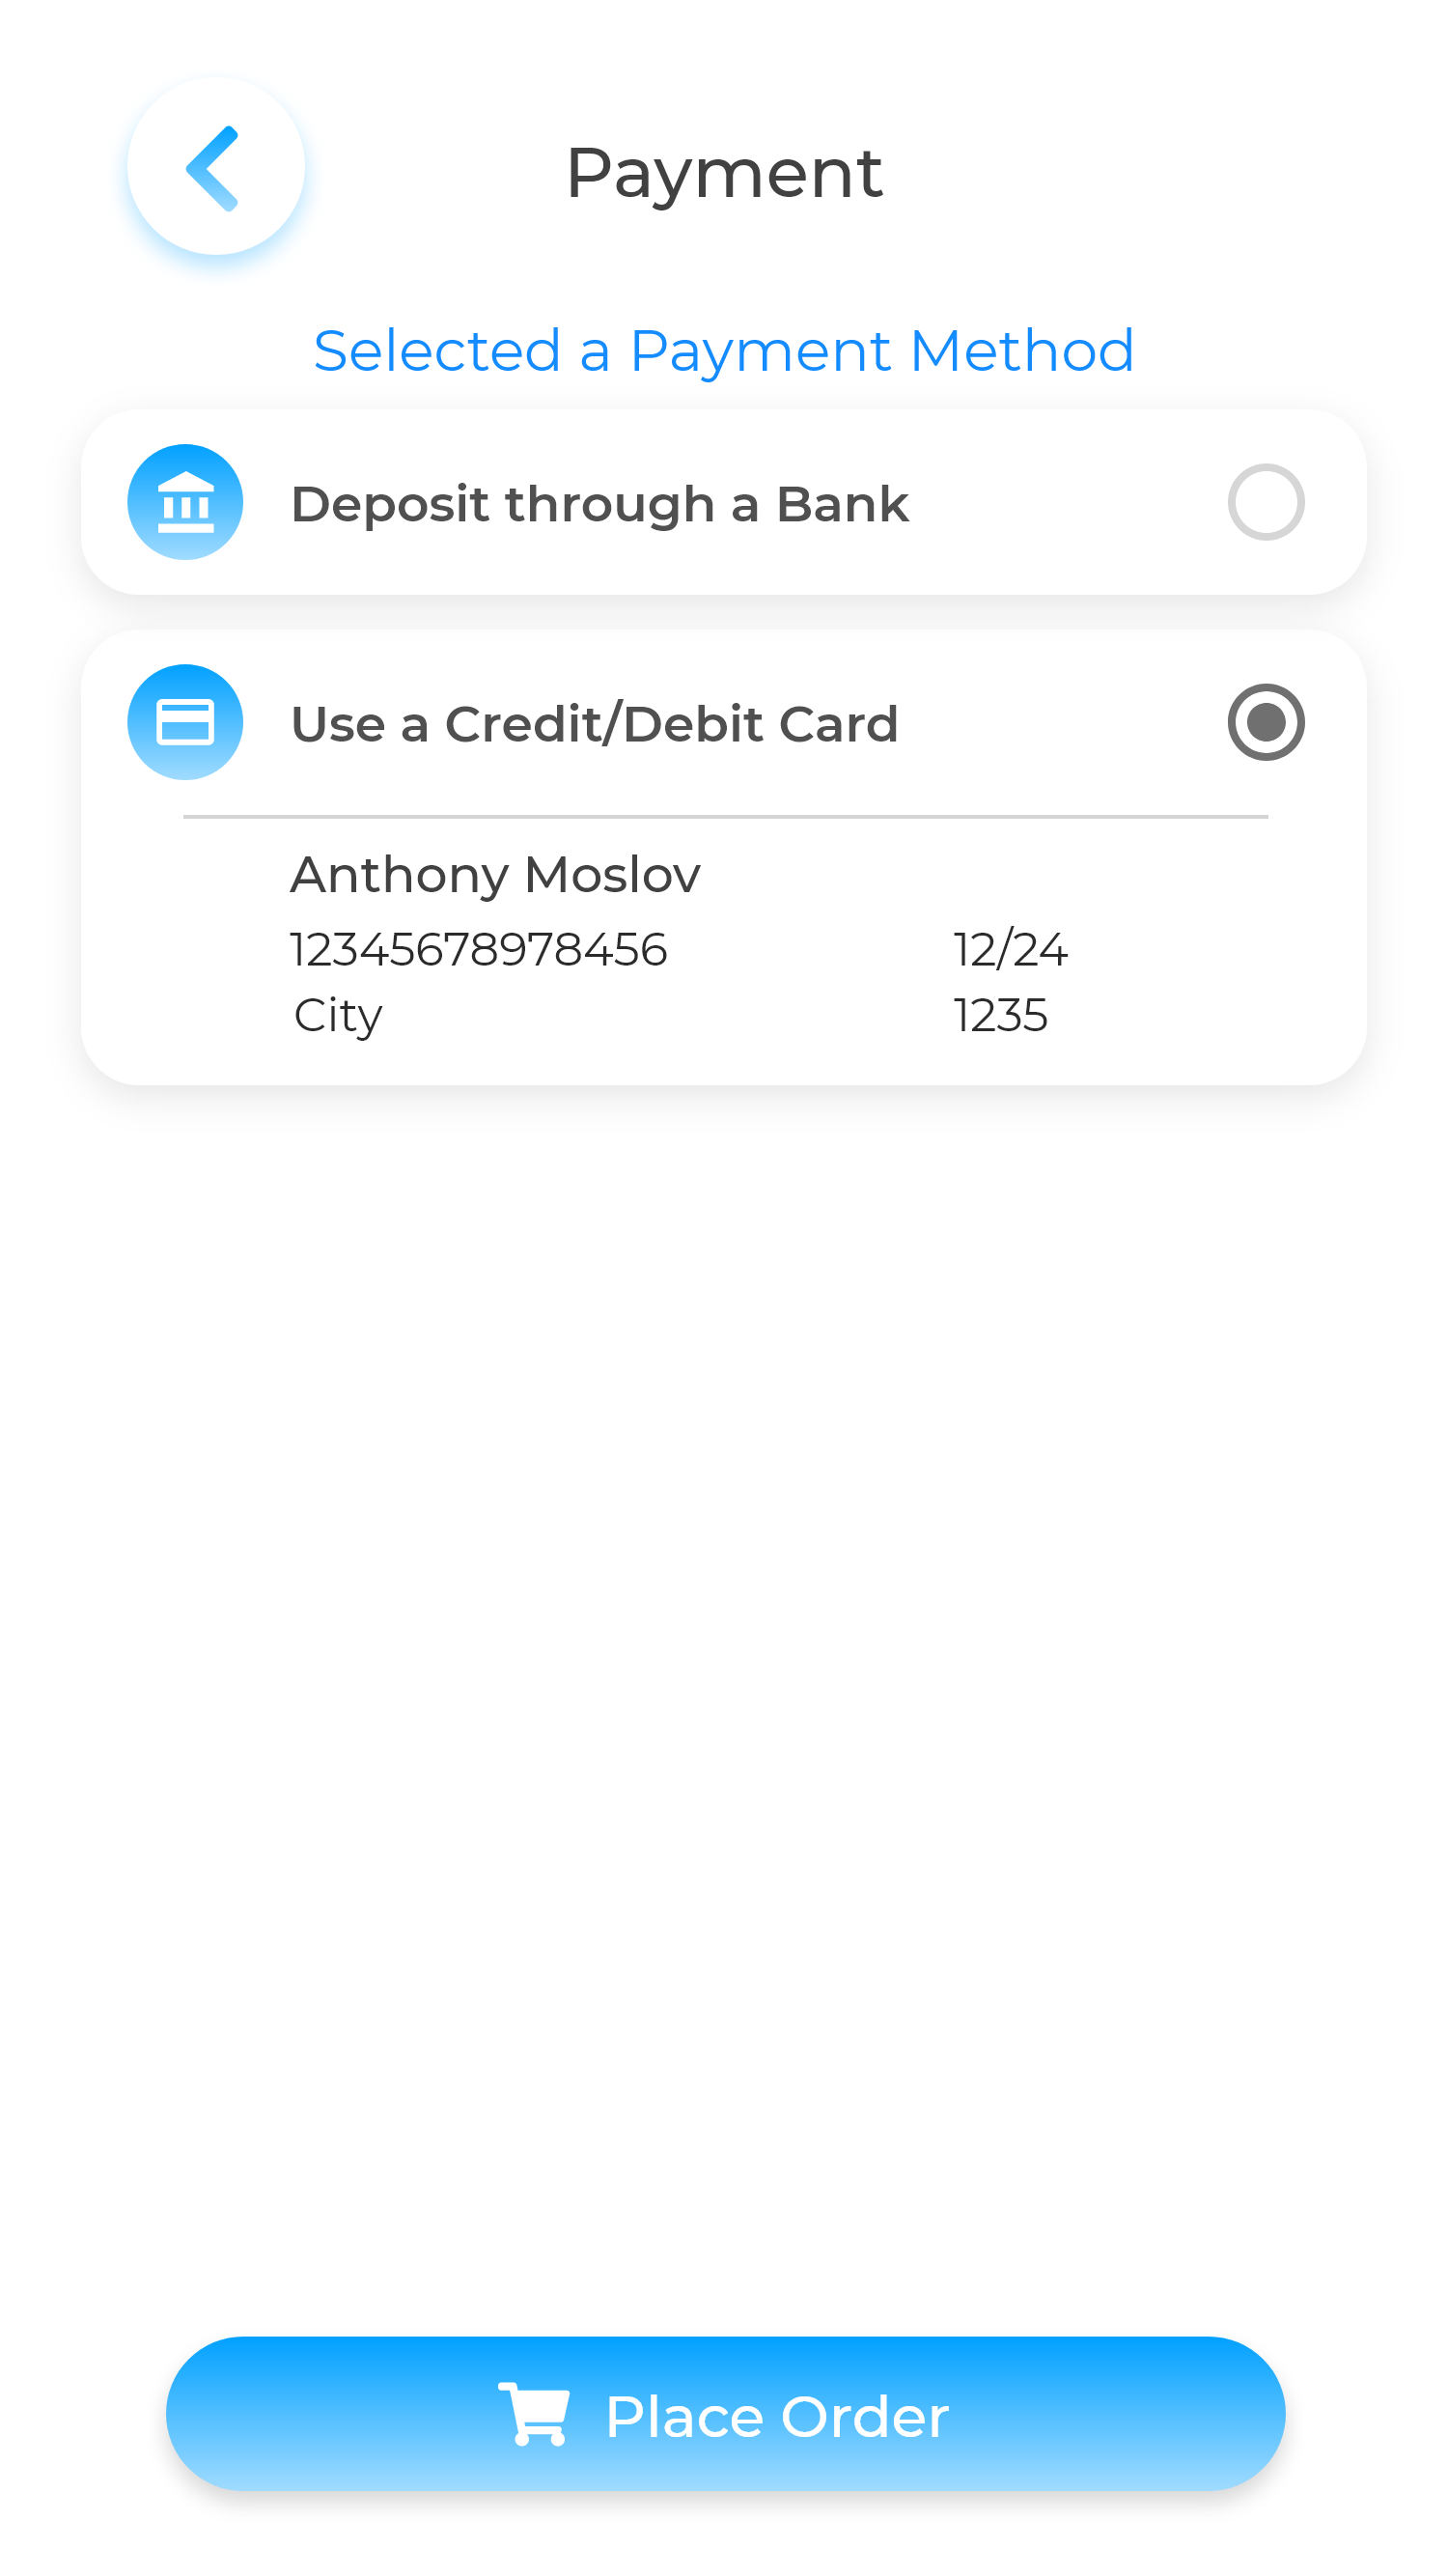 Payment
Selected a Payment Method
Deposit through a Bank
Use a Credit/Debit Card
Anthony Moslov
12345678978456 12/24
City 1235
Place Order